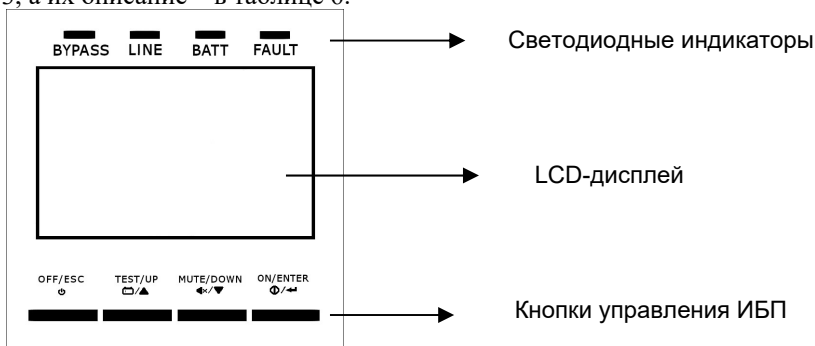 5, а их описание – в таблице 6.
BYPASS LINE BATT FAULT
Светодиодные индикаторы
LCD-дисплей
OFF/ESC TEST/UP MUTE/DOWN ON/ENTER
Кнопки управления ИБП